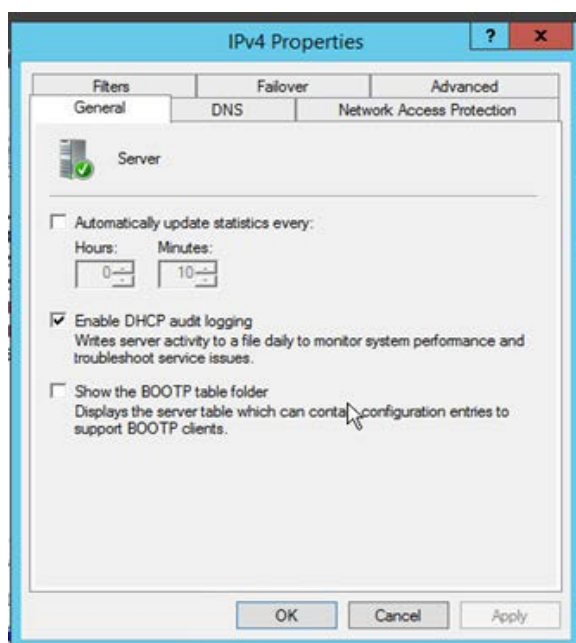 IPv4 Properties
? x
Filters Failover Advanced
General DNS Network Access Protection
Server
Automatically update statistics every:
Hours: Minutes:
0 10
Enable DHCP audit logging
Writes server activity to a file daily to monitor system performance and
troubleshoot service issues.
Show the BOOTP table folder
Displays the server table which can contain configuration entries to
support BOOTP clients.
OK Cancel Apply